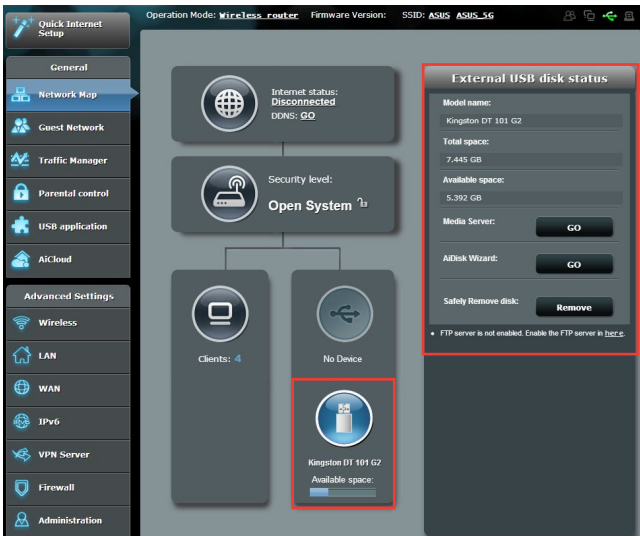 Quick Internet
Setup
Operation Mode: Wireless router Firmware Version: SSID: ASUS ASUS_5G
General
Network Map
Guest Network
Traffic Manager
Parental control
USB application
AiCloud
Advanced Settings
Wireless
LAN
WAN
IPv6
VPN Server
Firewall
Administration
Internet status:
Disconnected
DDNS: GO
Security level:
Open System
Clients: 4
No Device
Kingston DT 101 G2
Available space:
External USB disk status
Model name:
Kingston DT 101 G2
Total space:
7.445 GB
Available space:
5.392 GB
Media Server: GO
AiDisk Wizard: GO
Safely Remove disk: Remove
FTP server is not enabled. Enable the FTP server in here.